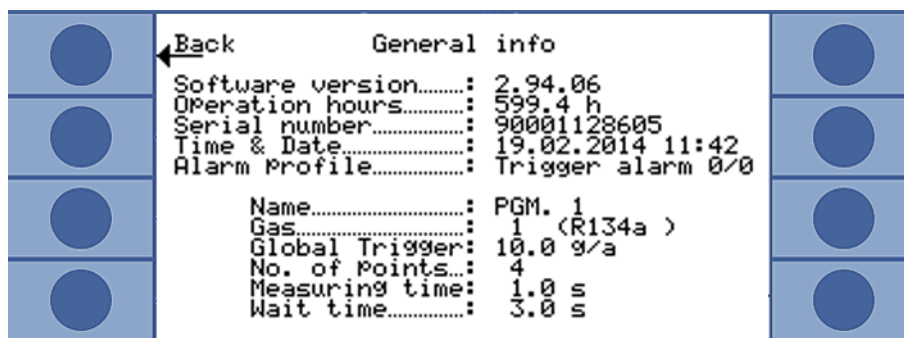 Back General info
Software version........: 2.94.06
Operation hours.........: 599.4 h
Serial number...........: 90001128605
Time & Date.............: 19.02.2014 11:42
Alarm Profile...........: Trigger alarm 0/0
Name....................: PGM. 1
Gas.....................: 1 (R134a )
Global Trigger: 10.0 g/a
No. of points...: 4
Measuring time: 1.0 s
Wait time.............: 3.0 s